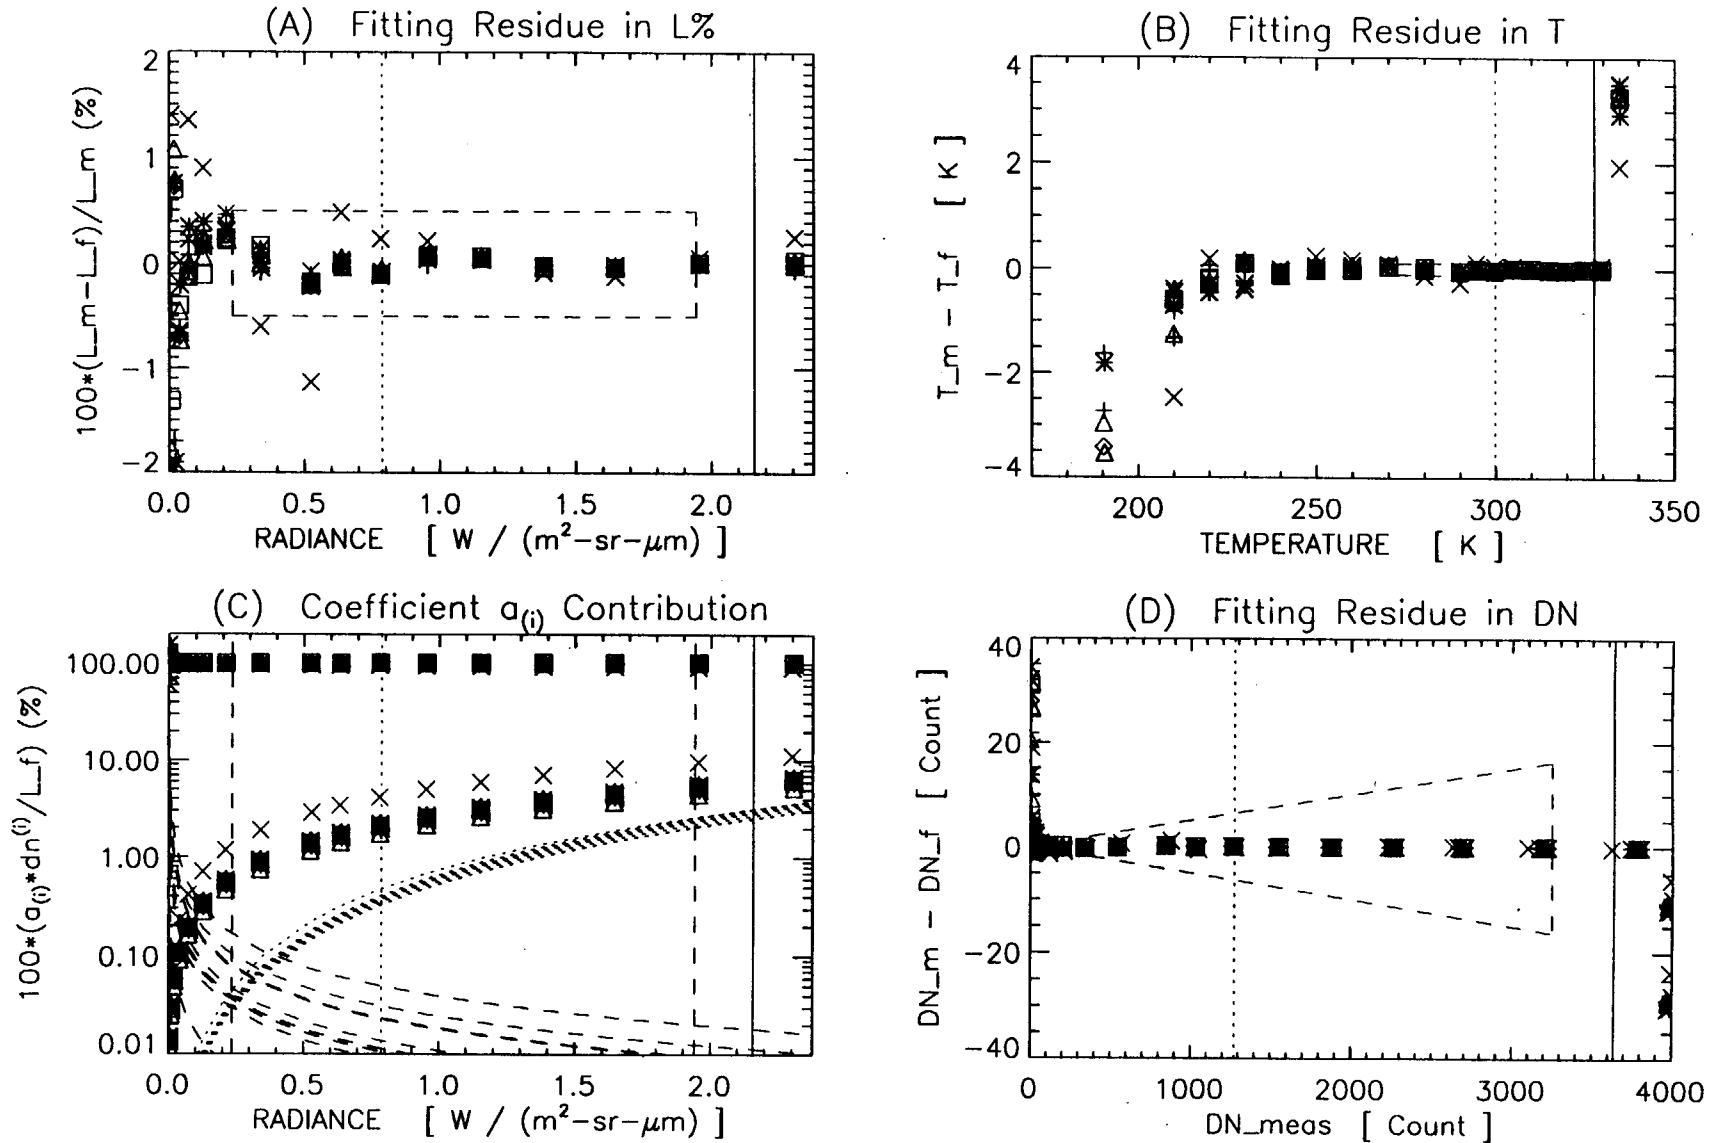 (A) Fitting Residue in L%
100*(L_m-L_f)/L_m (%)
2
1
0
-1
-2
0.0 0.5 1.0 1.5 2.0
RADIANCE [ W / (m²-sr-μm) ]
(B) Fitting Residue in T
T_m - T_f [ K ]
4
2
0
-2
-4
200 250 300 350
TEMPERATURE [ K ]
(C) Coefficient a(i) Contribution
100*(a(i)*dn(i)/L_f) (%)
100.00
10.00
1.00
0.10
0.01
0.0 0.5 1.0 1.5 2.0
RADIANCE [ W / (m²-sr-μm) ]
(D) Fitting Residue in DN
DN_m - DN_f [ Count ]
40
20
0
-20
-40
0 1000 2000 3000 4000
DN_meas [ Count ]